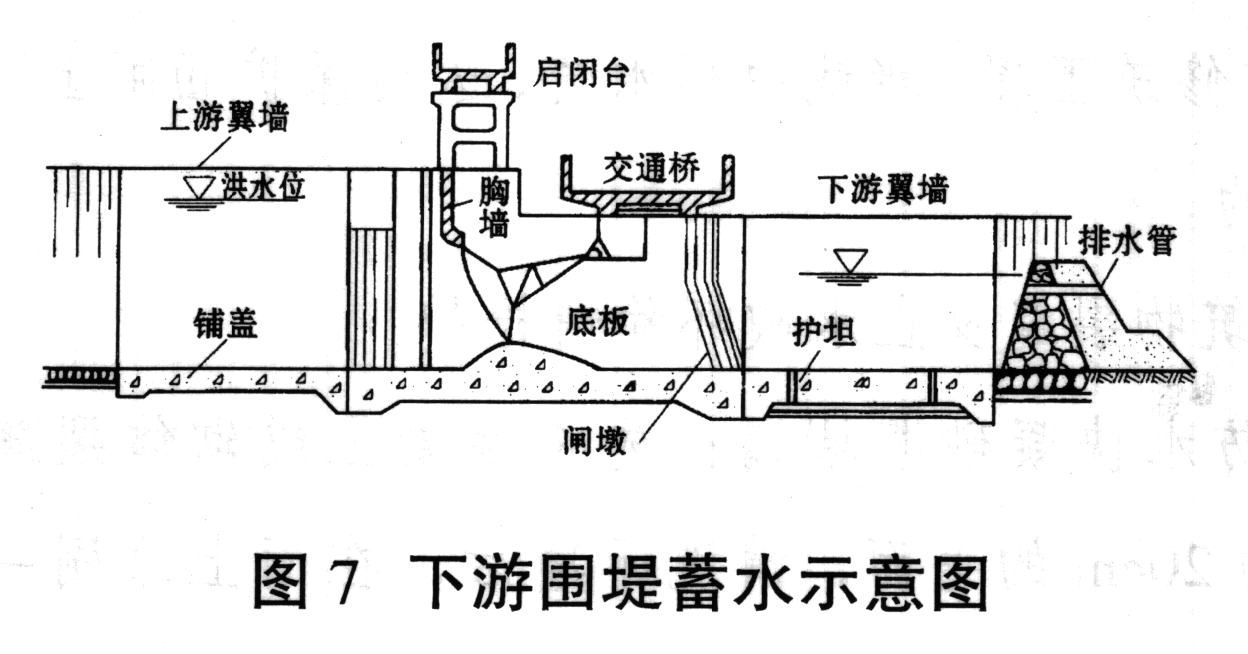 启闭台
上游翼墙
洪水位
胸
墙
交通桥
下游翼墙
排水管
铺盖
底板
护坦
闸墩
图 7 下游围堤蓄水示意图